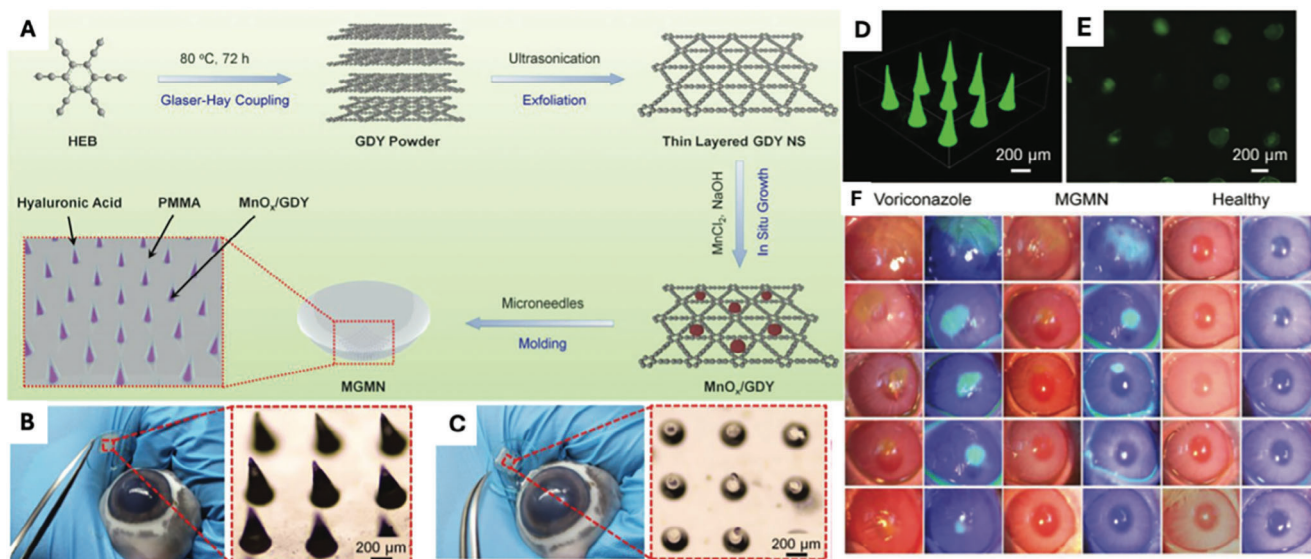 A
80 ºC, 72 h
Glaser-Hay Coupling
Ultrasonication
Exfoliation
HEB
GDY Powder
Thin Layered GDY NS
MnCl₂, NaOH
In Situ Growth
Hyaluronic Acid
PMMA
MnOₓ/GDY
Microneedles
Molding
MGMN
MnOₓ/GDY
B
200 µm
C
200 µm
D
200 µm
E
200 µm
F
Voriconazole
MGMN
Healthy